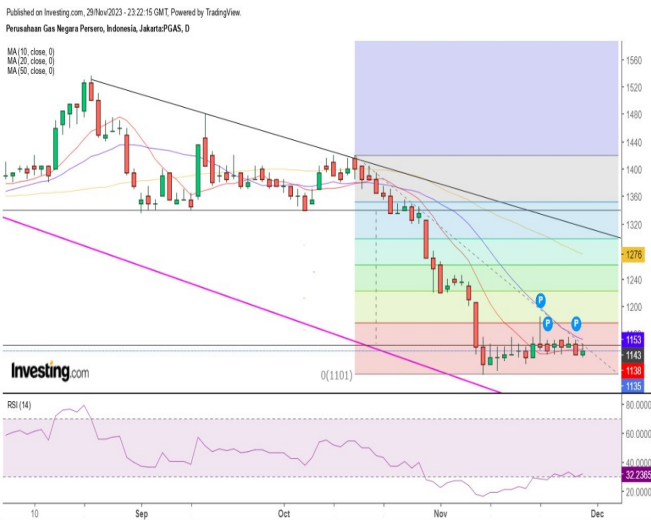 Published on Investing.com, 29/Nov/2023 - 23:22:15 GMT, Powered by TradingView.
Perusahaan Gas Negara Persero, Indonesia, Jakarta:PGAS, D
MA (10, close, 0)
MA (20, close, 0)
MA (50, close, 0)
1560
1520
1480
1440
1400
1360
1320
1276
1240
1200
P
P
P
1153
1143
1138
1135
0(1101)
Investing.com
RSI (14)
80.0000
60.0000
40.0000
32.2365
20.0000
10
Sep
Oct
Nov
Dec